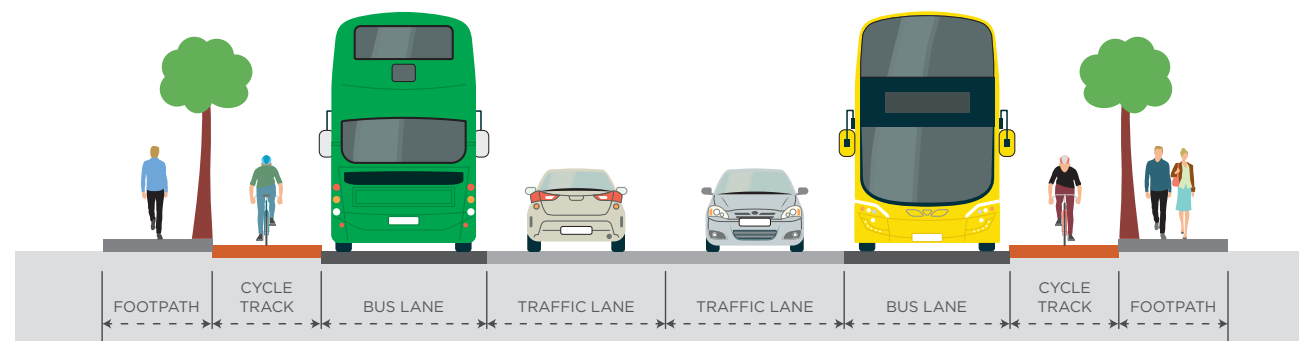 FOOTPATH
CYCLE
TRACK
BUS LANE
TRAFFIC LANE
TRAFFIC LANE
BUS LANE
CYCLE
TRACK
FOOTPATH